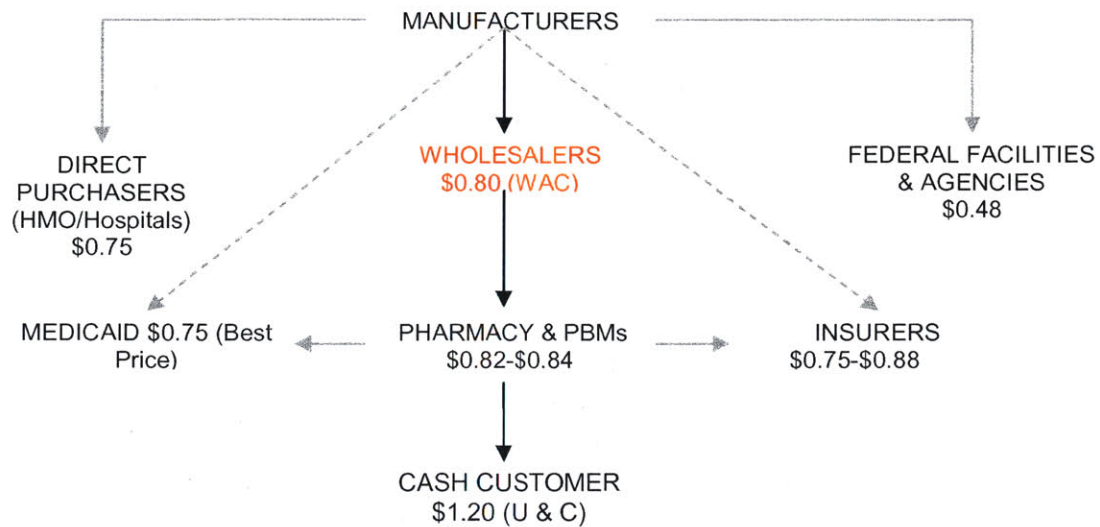 MANUFACTURERS
DIRECT
PURCHASERS
(HMO/Hospitals)
$0.75
WHOLESALERS
$0.80 (WAC)
FEDERAL FACILITIES
& AGENCIES
$0.48
MEDICAID $0.75 (Best
Price)
PHARMACY & PBMs
$0.82-$0.84
INSURERS
$0.75-$0.88
CASH CUSTOMER
$1.20 (U & C)